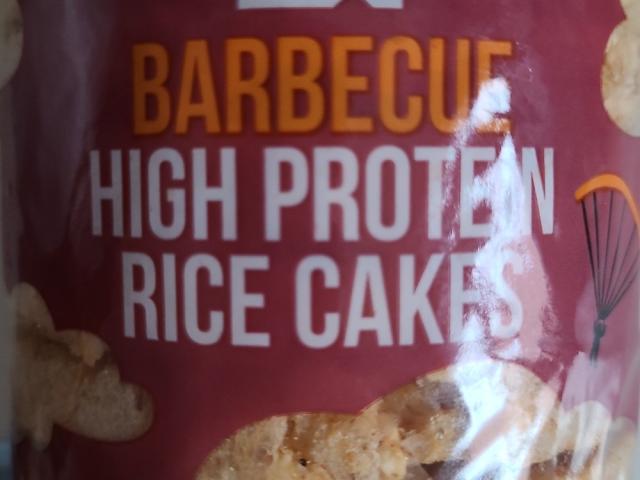 BARBECUE
HIGH PROTEIN
RICE CAKES